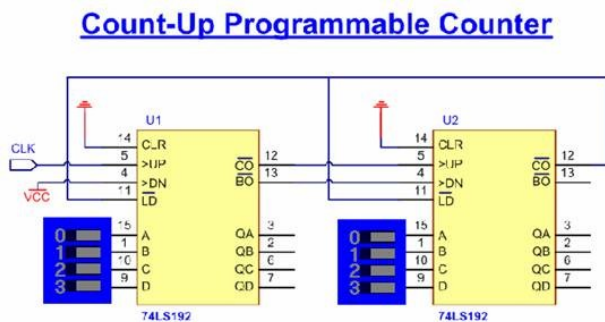 Count-Up Programmable Counter
U1
U2
CLK
VCC
14 CLR
5 >UP
4 >DN
11 LD
15 A
1 B
10 C
9 D
CO 12
BO 13
QA 3
QB 2
QC 6
QD 7
0
1
2
3
74LS192
14 CLR
5 >UP
4 >DN
11 LD
15 A
1 B
10 C
9 D
CO 12
BO 13
QA 3
QB 2
QC 6
QD 7
0
1
2
3
74LS192